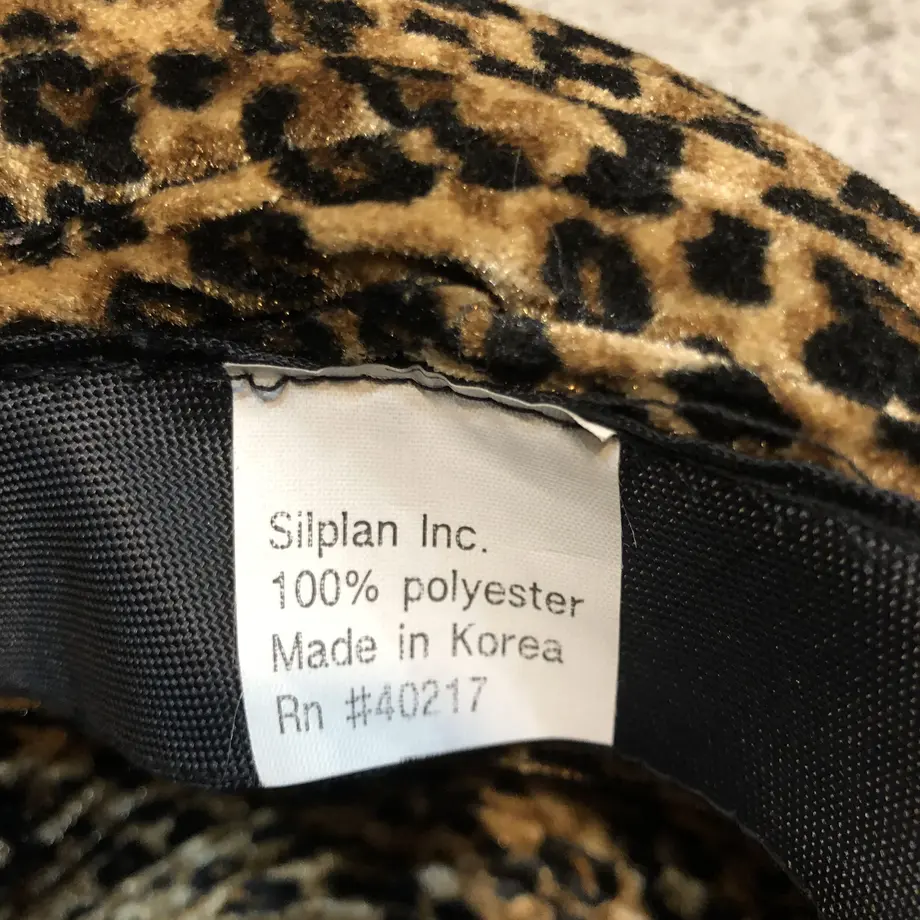 Silplan Inc.
100% polyester
Made in Korea
Rn #40217